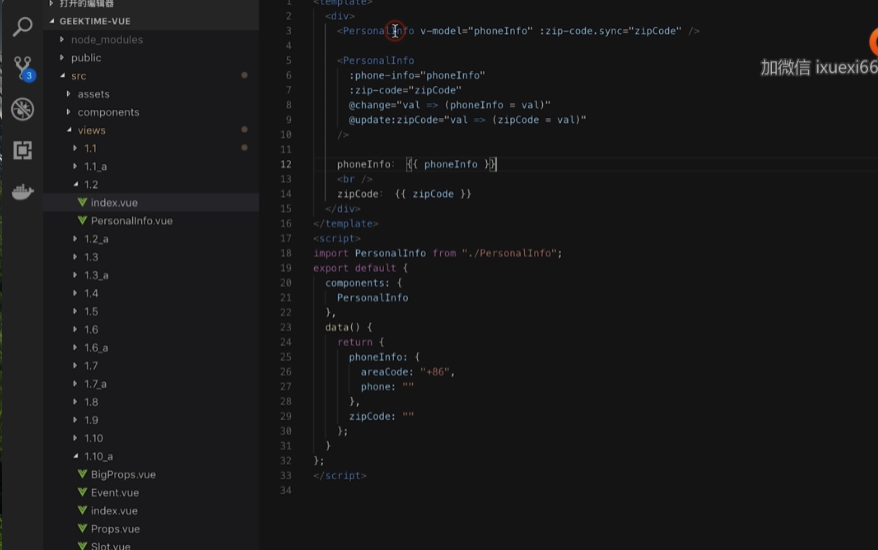 打开的编辑器
GEEKTIME-VUE
node_modules
public
src
assets
components
views
1.1
1.1_a
1.2
index.vue
PersonalInfo.vue
1.2_a
1.3
1.3_a
1.4
1.5
1.6
1.6_a
1.7
1.7_a
1.8
1.9
1.10
1.10_a
BigProps.vue
Event.vue
index.vue
Props.vue
Slot.vue
3
1 <template>
2 <div>
3 <PersonalInfo v-model="phoneInfo" :zip-code.sync="zipCode" />
4
5 <PersonalInfo
6 :phone-info="phoneInfo"
7 :zip-code="zipCode"
8 @change="val => (phoneInfo = val)"
9 @update:zipCode="val => (zipCode = val)"
10 />
11
12 phoneInfo: {{ phoneInfo }}
13 <br />
14 zipCode: {{ zipCode }}
15 </div>
16 </template>
17 <script>
18 import PersonalInfo from "./PersonalInfo";
19 export default {
20 components: {
21 PersonalInfo
22 },
23 data() {
24 return {
25 phoneInfo: {
26 areaCode: "+86",
27 phone: ""
28 },
29 zipCode: ""
30 };
31 }
32 };
33 </script>
34
加微信 ixuexi66